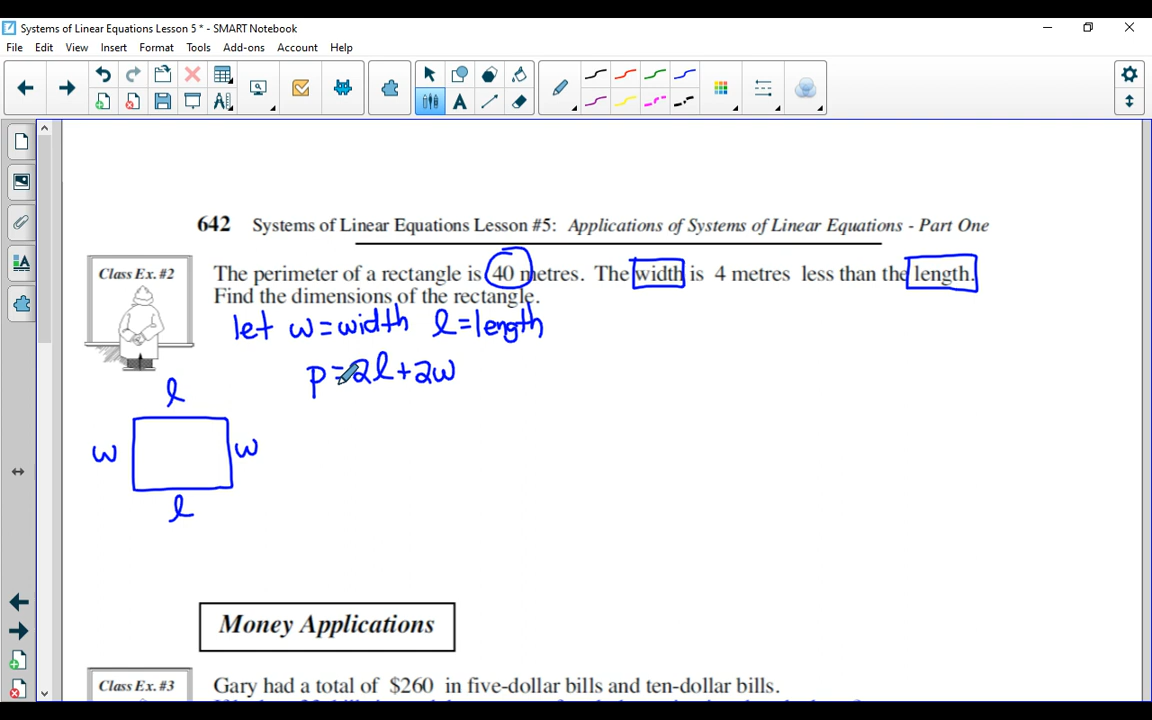 Systems of Linear Equations Lesson 5 * - SMART Notebook
File Edit View Insert Format Tools Add-ons Account Help
642 Systems of Linear Equations Lesson #5: Applications of Systems of Linear Equations - Part One
Class Ex. #2
The perimeter of a rectangle is 40 metres. The width is 4 metres less than the length.
Find the dimensions of the rectangle.
let w = width l = length
p = 2l + 2w
l
w w
l
Money Applications
Class Ex. #3
Gary had a total of $260 in five-dollar bills and ten-dollar bills.